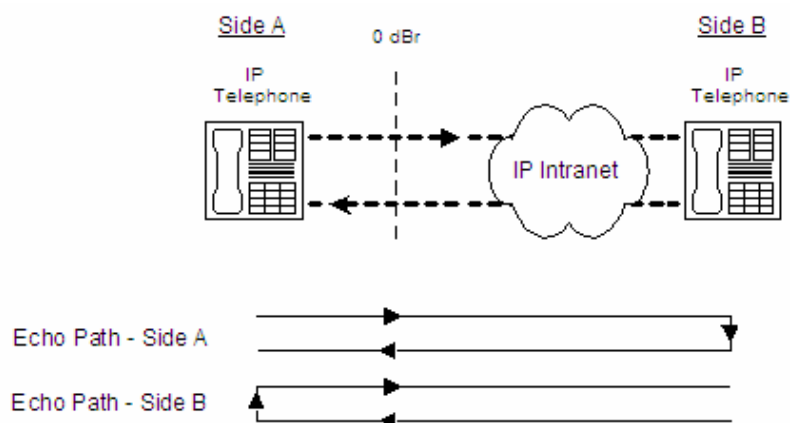 Side A
0 dBr
Side B
IP
Telephone
IP
Telephone
IP Intranet
Echo Path - Side A
Echo Path - Side B